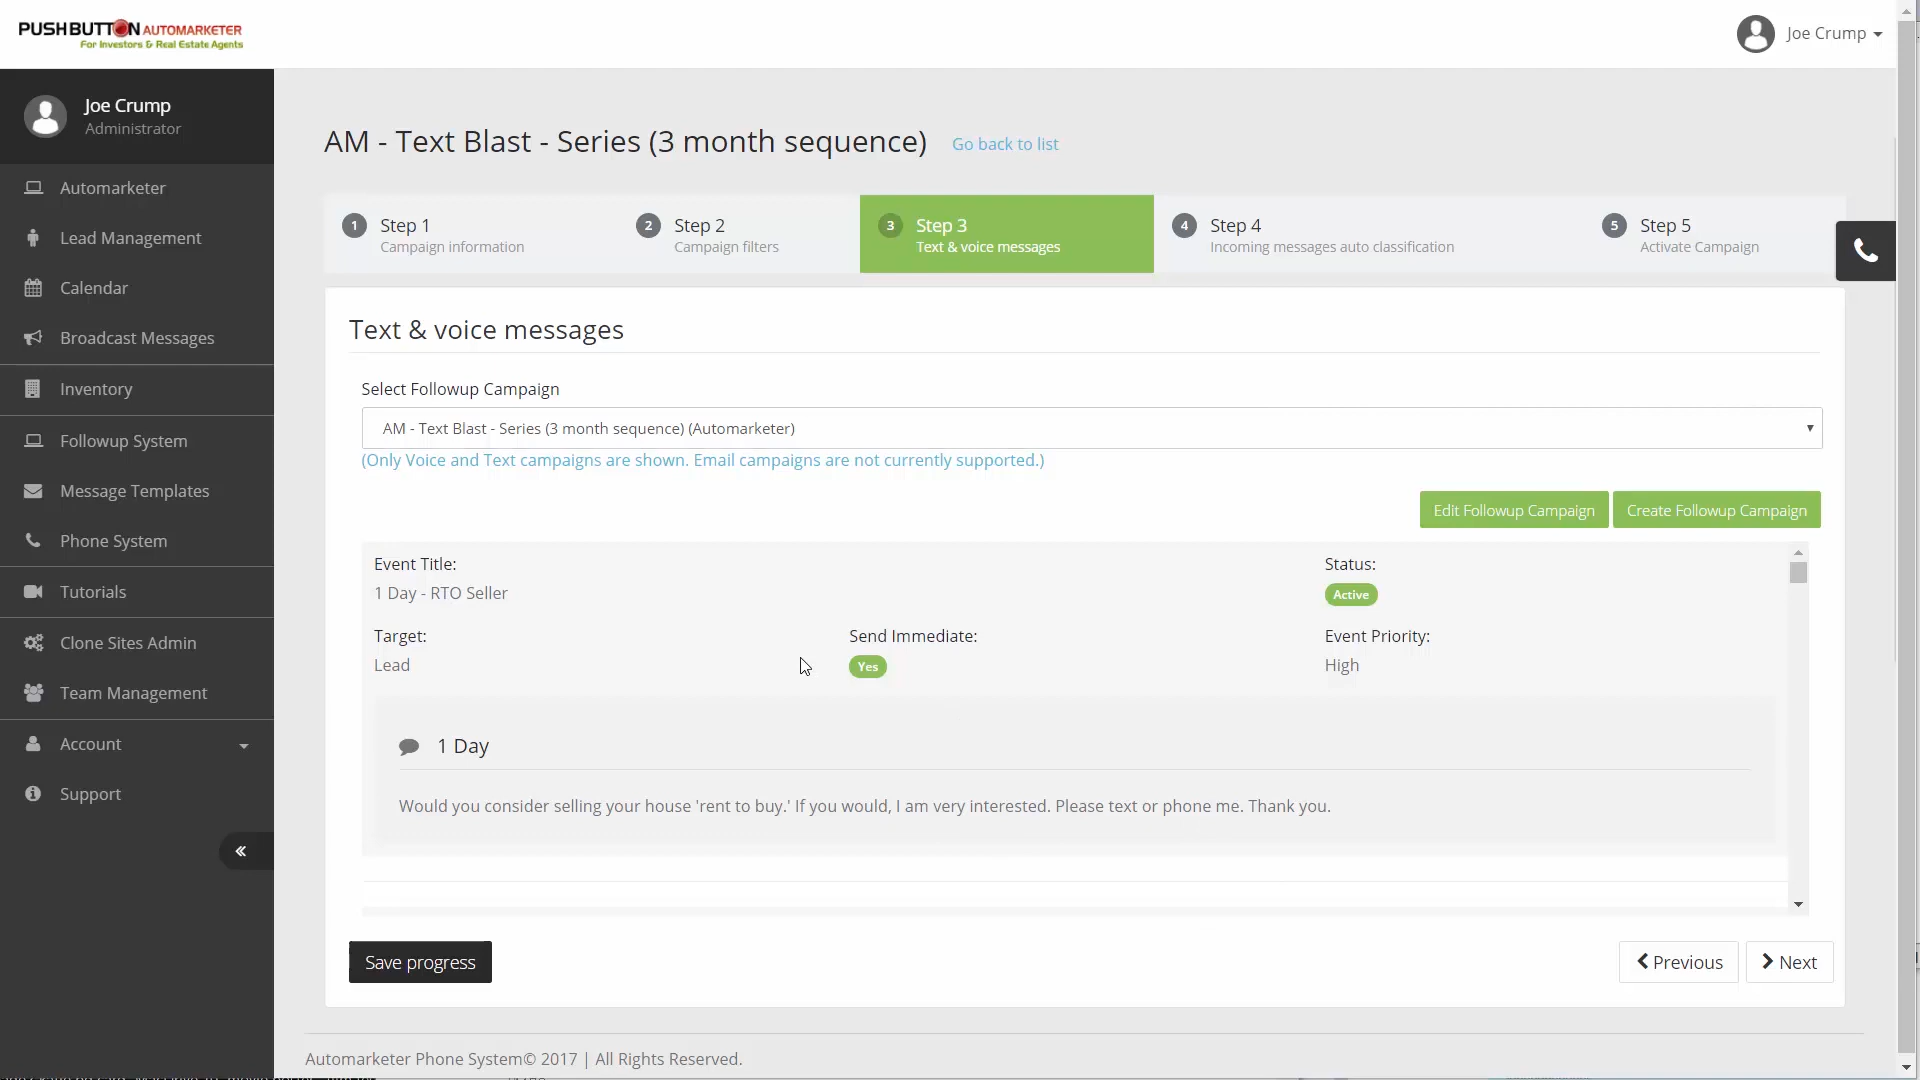 PUSHBUTTON AUTOMARKETER
For Investors & Real Estate Agents
Joe Crump
Joe Crump
Administrator
Automarketer
Lead Management
Calendar
Broadcast Messages
Inventory
Followup System
Message Templates
Phone System
Tutorials
Clone Sites Admin
Team Management
Account
Support
AM - Text Blast - Series (3 month sequence) Go back to list
1 Step 1
Campaign information
2 Step 2
Campaign filters
3 Step 3
Text & voice messages
4 Step 4
Incoming messages auto classification
5 Step 5
Activate Campaign
Text & voice messages
Select Followup Campaign
AM - Text Blast - Series (3 month sequence) (Automarketer)
(Only Voice and Text campaigns are shown. Email campaigns are not currently supported.)
Edit Followup Campaign Create Followup Campaign
Event Title: Status:
1 Day - RTO Seller Active
Target: Send Immediate: Event Priority:
Lead Yes High
1 Day
Would you consider selling your house 'rent to buy.' If you would, I am very interested. Please text or phone me. Thank you.
Save progress Previous Next
Automarketer Phone System© 2017 | All Rights Reserved.